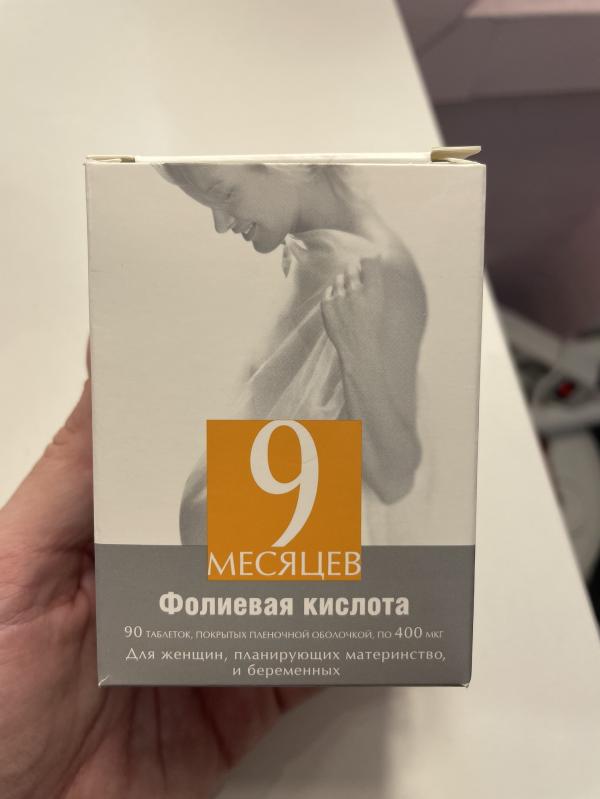 9
МЕСЯЦЕВ
Фолиевая кислота
90 ТАБЛЕТОК, ПОКРЫТЫХ ПЛЕНОЧНОЙ ОБОЛОЧКОЙ, ПО 400 МКГ
Для женщин, планирующих материнство,
и беременных